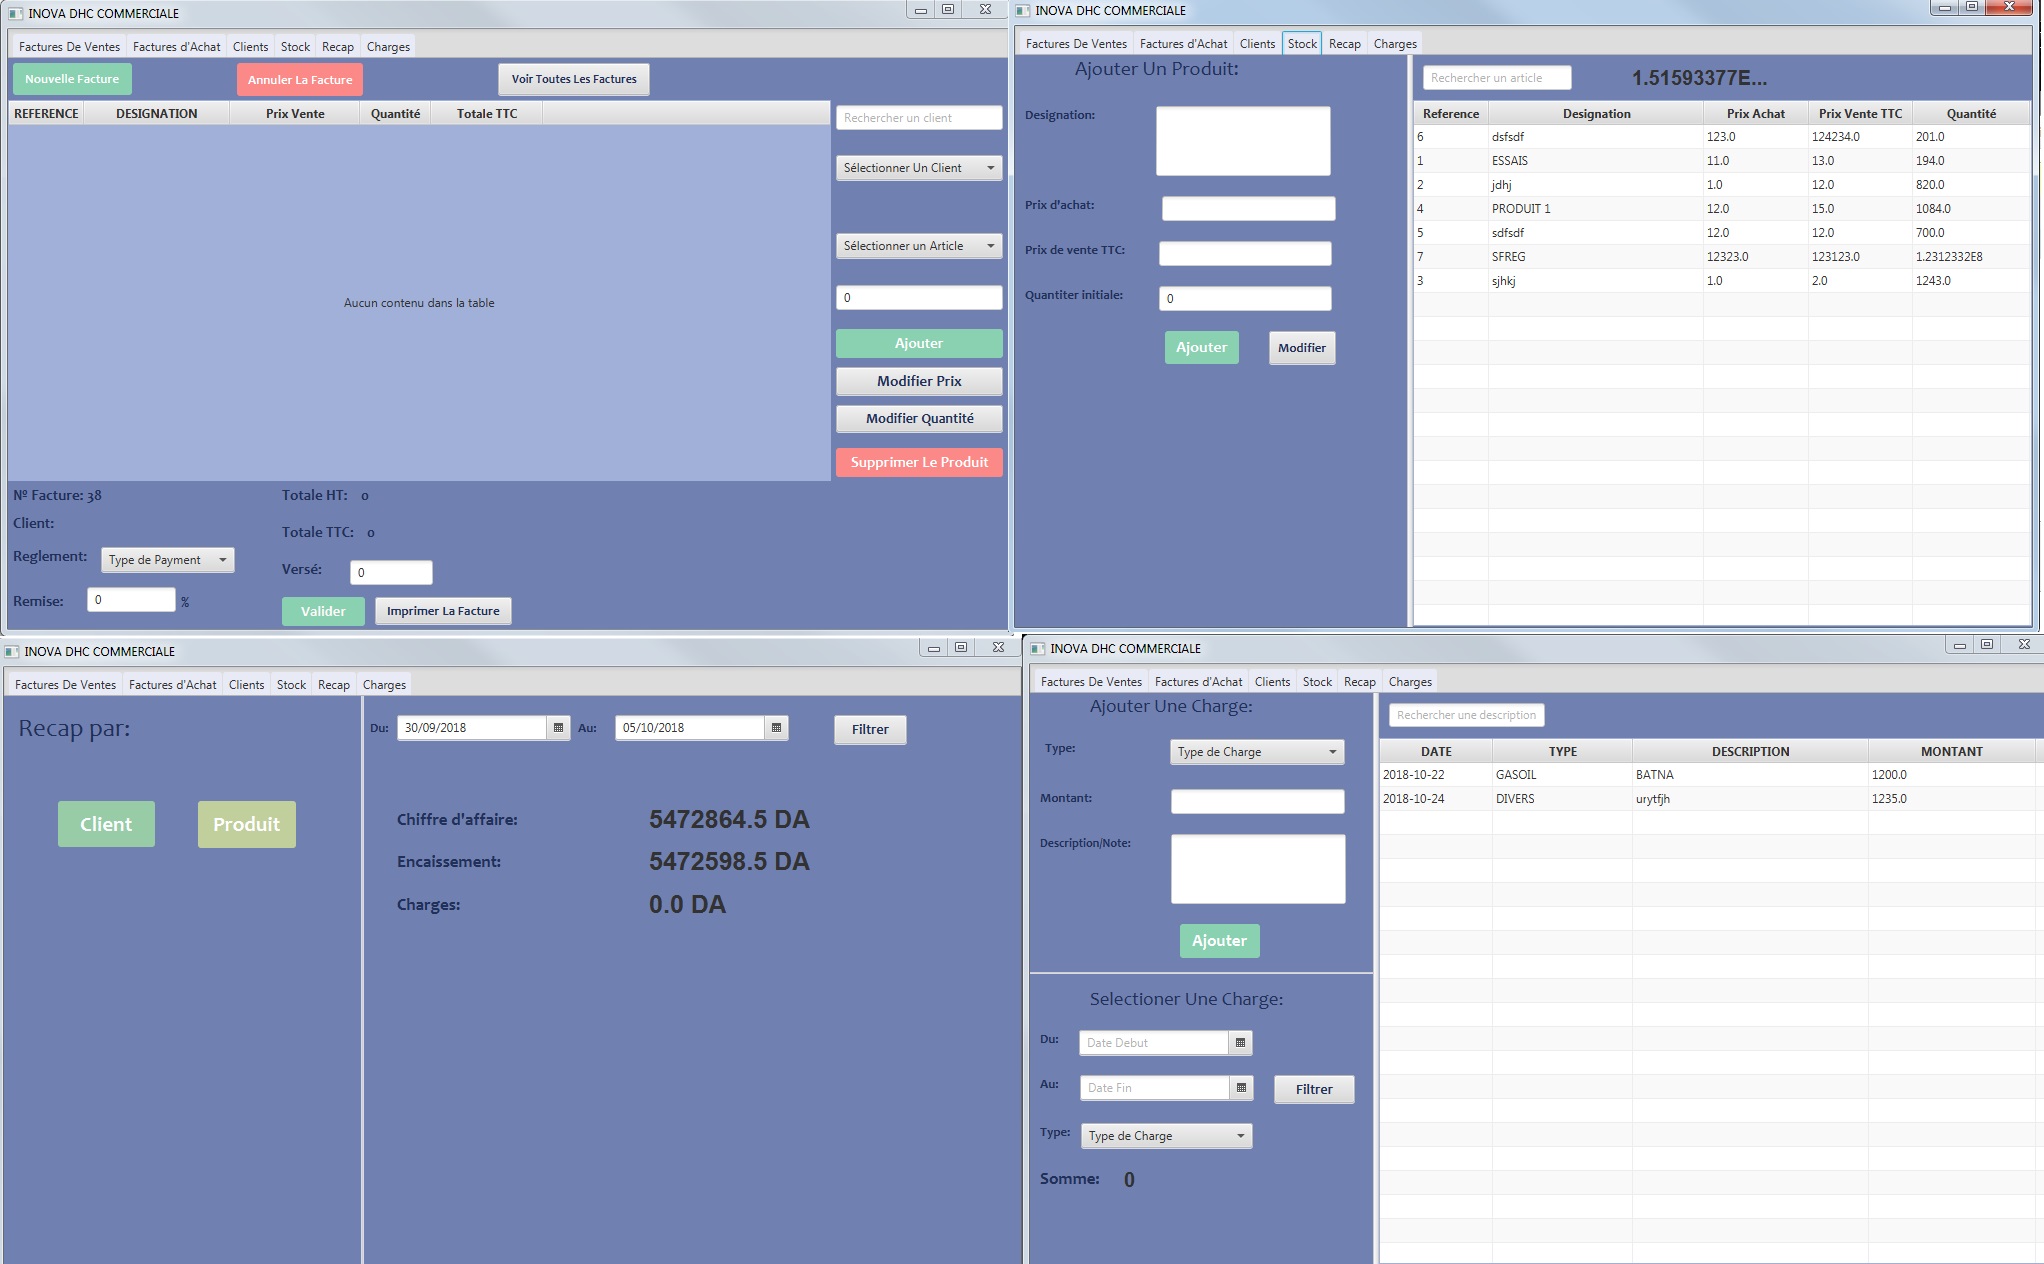 INOVA DHC COMMERCIALE
Factures De Ventes Factures d'Achat Clients Stock Recap Charges
Nouvelle Facture Annuler La Facture Voir Toutes Les Factures
REFERENCE DESIGNATION Prix Vente Quantité Totale TTC
Aucun contenu dans la table
Rechercher un client
Sélectionner Un Client
Sélectionner un Article
0
Ajouter
Modifier Prix
Modifier Quantité
Supprimer Le Produit
Nº Facture: 38 Totale HT: 0
Client:
Totale TTC: 0
Reglement: Type de Payment
Versé: 0
Remise: 0 %
Valider Imprimer La Facture
INOVA DHC COMMERCIALE
Factures De Ventes Factures d'Achat Clients Stock Recap Charges
Ajouter Un Produit:
Designation:
Prix d'achat:
Prix de vente TTC:
Quantiter initiale: 0
Ajouter Modifier
Rechercher un article 1.51593377E...
Reference Designation Prix Achat Prix Vente TTC Quantité
6 dsfsdf 123.0 124234.0 201.0
1 ESSAIS 11.0 13.0 194.0
2 jdhj 1.0 12.0 820.0
4 PRODUIT 1 12.0 15.0 1084.0
5 sdfsdf 12.0 12.0 700.0
7 SFREG 12323.0 123123.0 1.2312332E8
3 sjhkj 1.0 2.0 1243.0
INOVA DHC COMMERCIALE
Factures De Ventes Factures d'Achat Clients Stock Recap Charges
Recap par:
Client Produit
Du: 30/09/2018 Au: 05/10/2018 Filtrer
Chiffre d'affaire: 5472864.5 DA
Encaissement: 5472598.5 DA
Charges: 0.0 DA
INOVA DHC COMMERCIALE
Factures De Ventes Factures d'Achat Clients Stock Recap Charges
Ajouter Une Charge:
Type: Type de Charge
Montant:
Description/Note:
Ajouter
Selectioner Une Charge:
Du: Date Debut
Au: Date Fin Filtrer
Type: Type de Charge
Somme: 0
Rechercher une description
DATE TYPE DESCRIPTION MONTANT
2018-10-22 GASOIL BATNA 1200.0
2018-10-24 DIVERS urytfjh 1235.0